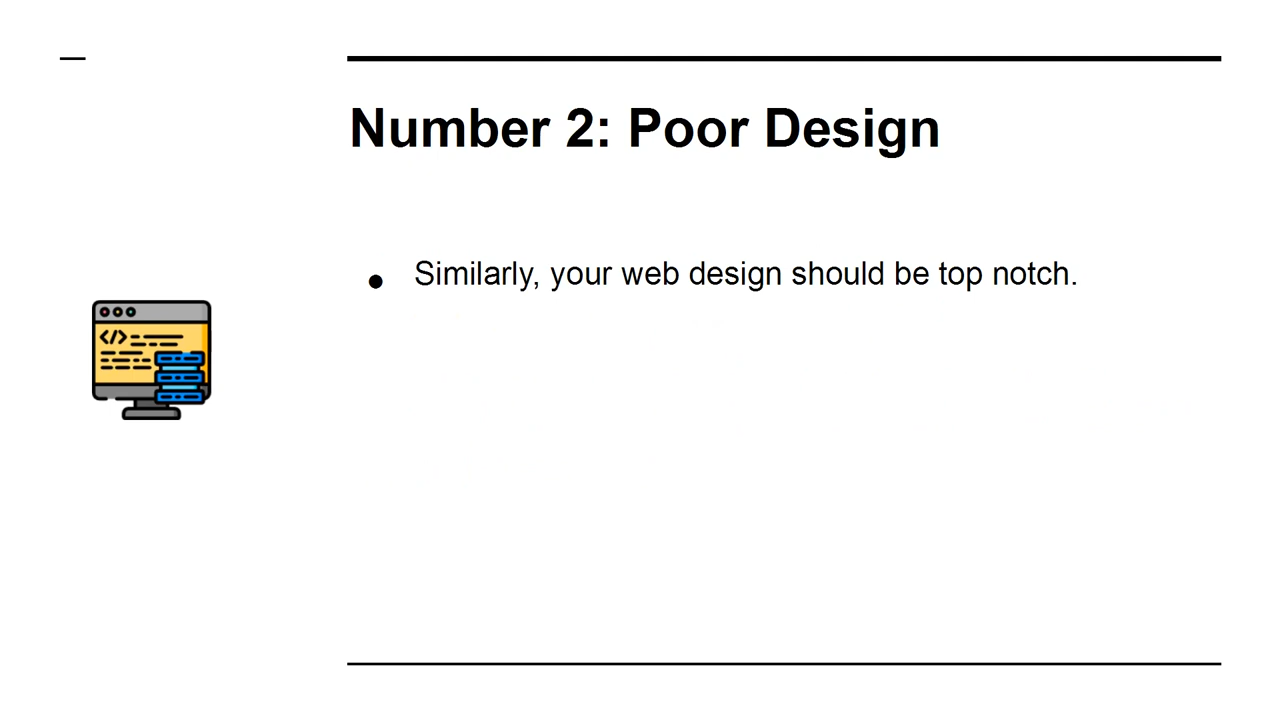 Number 2: Poor Design
● Similarly, your web design should be top notch.